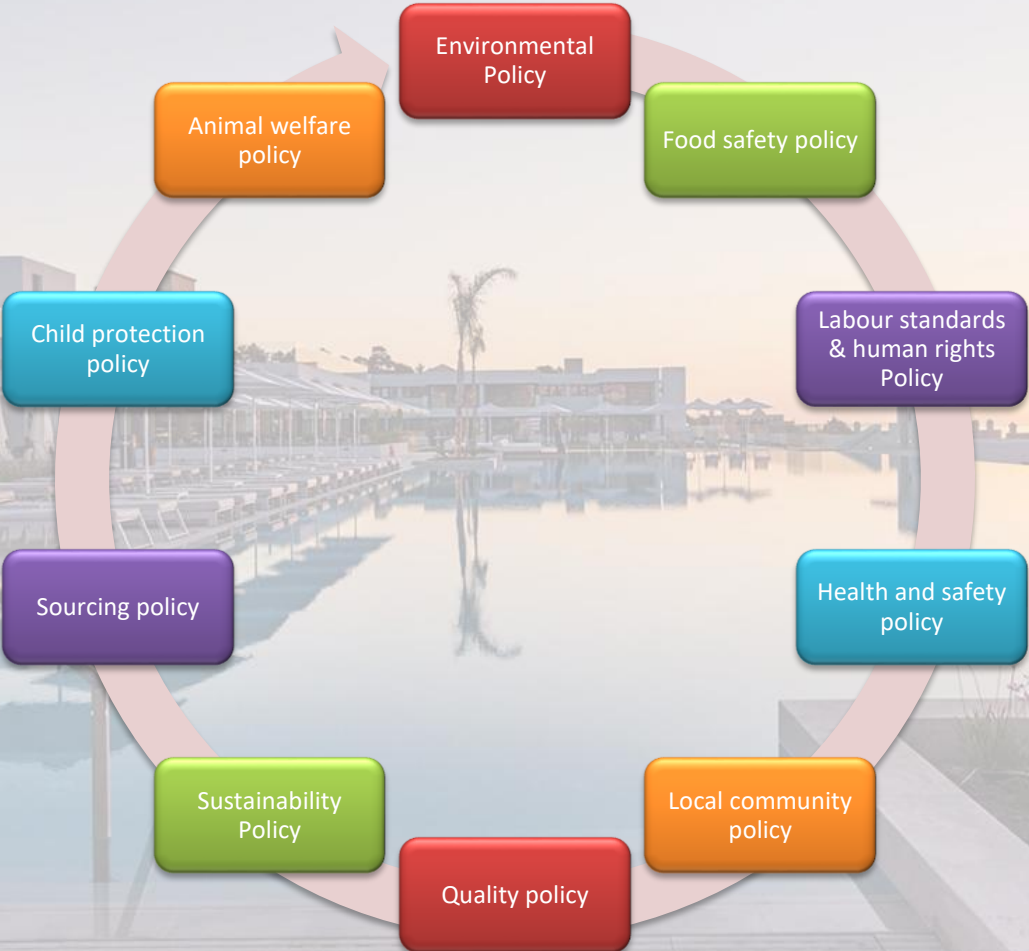 Environmental
Policy
Food safety policy
Labour standards
& human rights
Policy
Health and safety
policy
Local community
policy
Quality policy
Sustainability
Policy
Sourcing policy
Child protection
policy
Animal welfare
policy